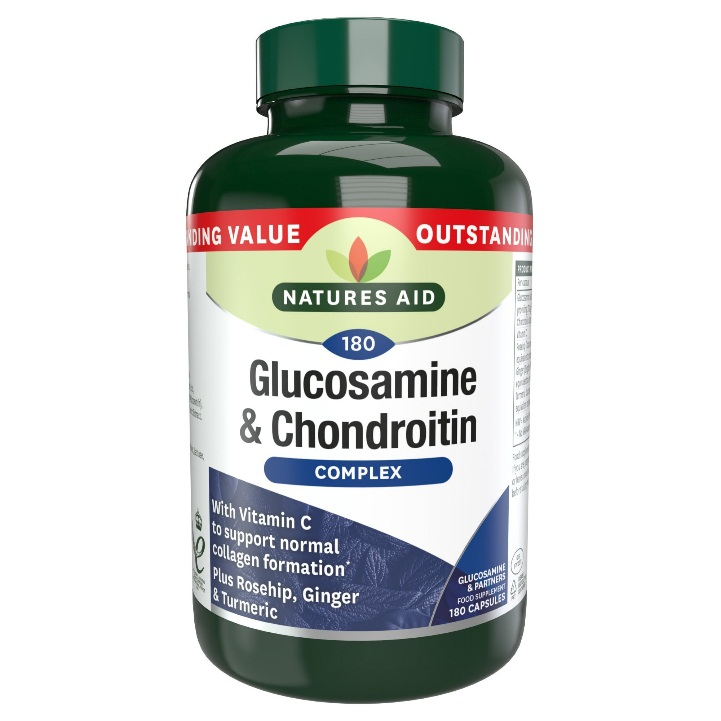 NDING VALUE
OUTSTANDING
NATURES AID
180
Glucosamine
& Chondroitin
COMPLEX
With Vitamin C
to support normal
collagen formation*
Plus Rosehip, Ginger
& Turmeric
GLUCOSAMINE
& PARTNERS
FOOD SUPPLEMENT
180 CAPSULES